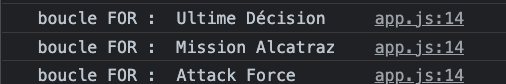 boucle FOR :  Ultime Décision app.js:14
boucle FOR :  Mission Alcatraz app.js:14
boucle FOR :  Attack Force app.js:14